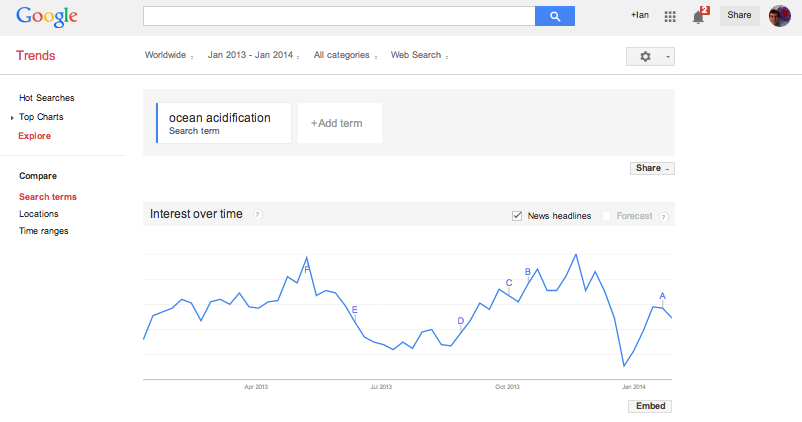 Google
+Ian
2
Share
Trends
Worldwide
Jan 2013 - Jan 2014
All categories
Web Search
Hot Searches
Top Charts
Explore
Compare
Search terms
Locations
Time ranges
ocean acidification
Search term
+Add term
Share
Interest over time
?
News headlines
Forecast
?
F
E
D
C
B
A
Apr 2013
Jul 2013
Oct 2013
Jan 2014
Embed